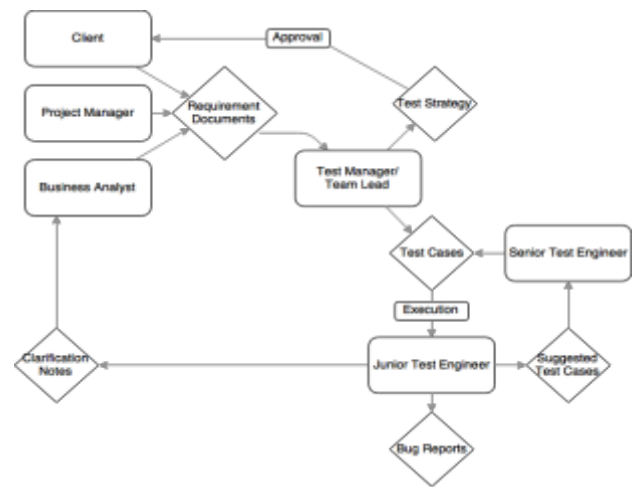 Client
Approval
Project Manager
Requirement
Documents
Test Strategy
Business Analyst
Test Manager/
Team Lead
Test Cases
Senior Test Engineer
Execution
Clarification
Notes
Junior Test Engineer
Suggested
Test Cases
Bug Reports